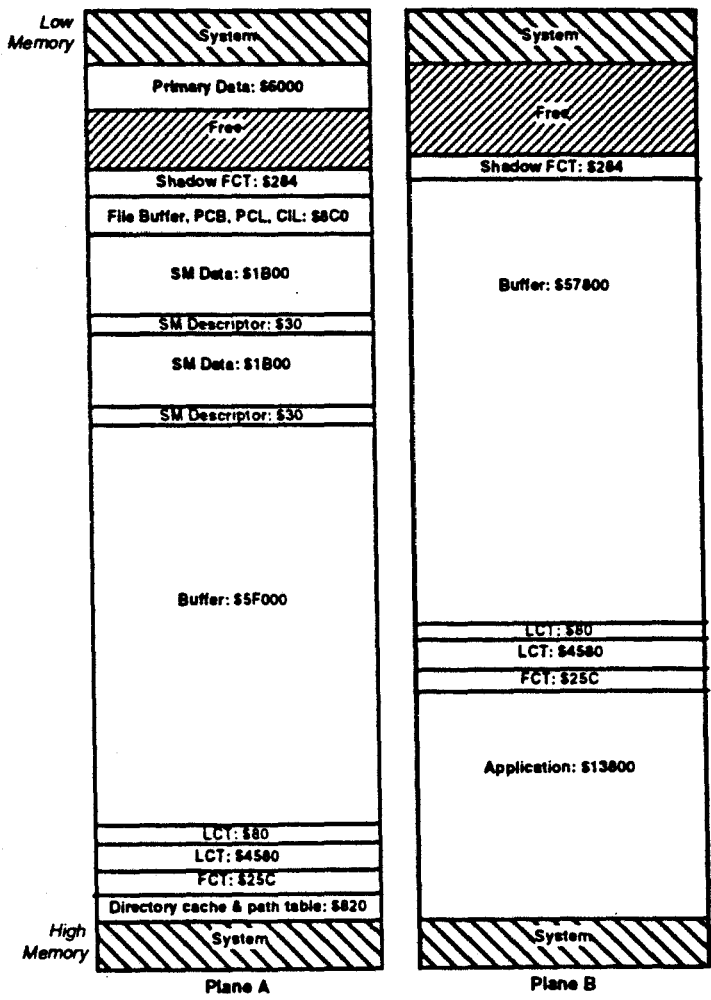 Low
Memory
System
Primary Data: $6000
Free
Shadow FCT: $284
File Buffer, PCB, PCL, CIL: $8C0
SM Data: $1B00
SM Descriptor: $30
SM Data: $1B00
SM Descriptor: $30
Buffer: $5F000
LCT: $80
LCT: $4580
FCT: $25C
Directory cache & path table: $820
System
High
Memory
Plane A
System
Free
Shadow FCT: $284
Buffer: $57800
LCT: $80
LCT: $4580
FCT: $25C
Application: $13800
System
Plane B